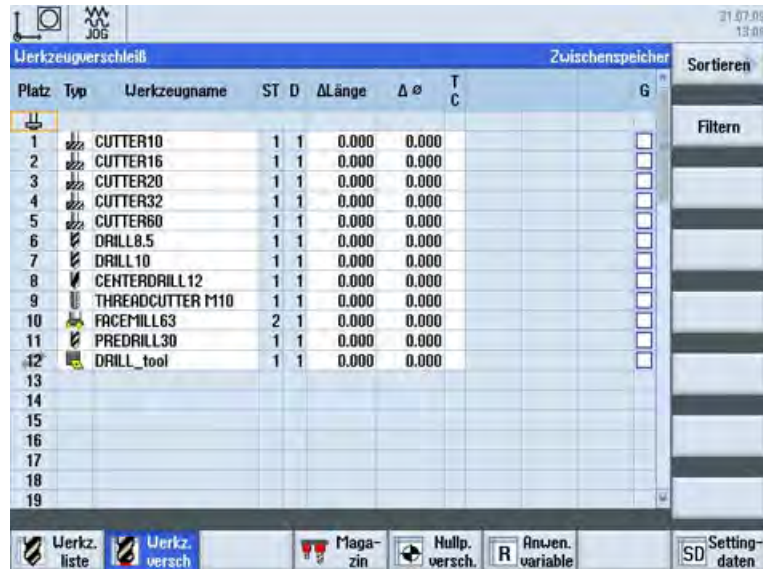 JOG
21.07.09
13:09
Werkzeugverschleiß Zwischenspeicher
Platz Typ Werkzeugname ST D ΔLänge Δ ø T C G
1 CUTTER10 1 1 0.000 0.000
2 CUTTER16 1 1 0.000 0.000
3 CUTTER20 1 1 0.000 0.000
4 CUTTER32 1 1 0.000 0.000
5 CUTTER60 1 1 0.000 0.000
6 DRILL8.5 1 1 0.000 0.000
7 DRILL10 1 1 0.000 0.000
8 CENTERDRILL12 1 1 0.000 0.000
9 THREADCUTTER M10 1 1 0.000 0.000
10 FACEMILL63 2 1 0.000 0.000
11 PREDRILL30 1 1 0.000 0.000
12 DRILL_tool 1 1 0.000 0.000
13
14
15
16
17
18
19
Sortieren
Filtern
Werkz. liste
Werkz. versch
Maga- zin
Nullp. versch.
R Anwen. variable
SD Setting- daten